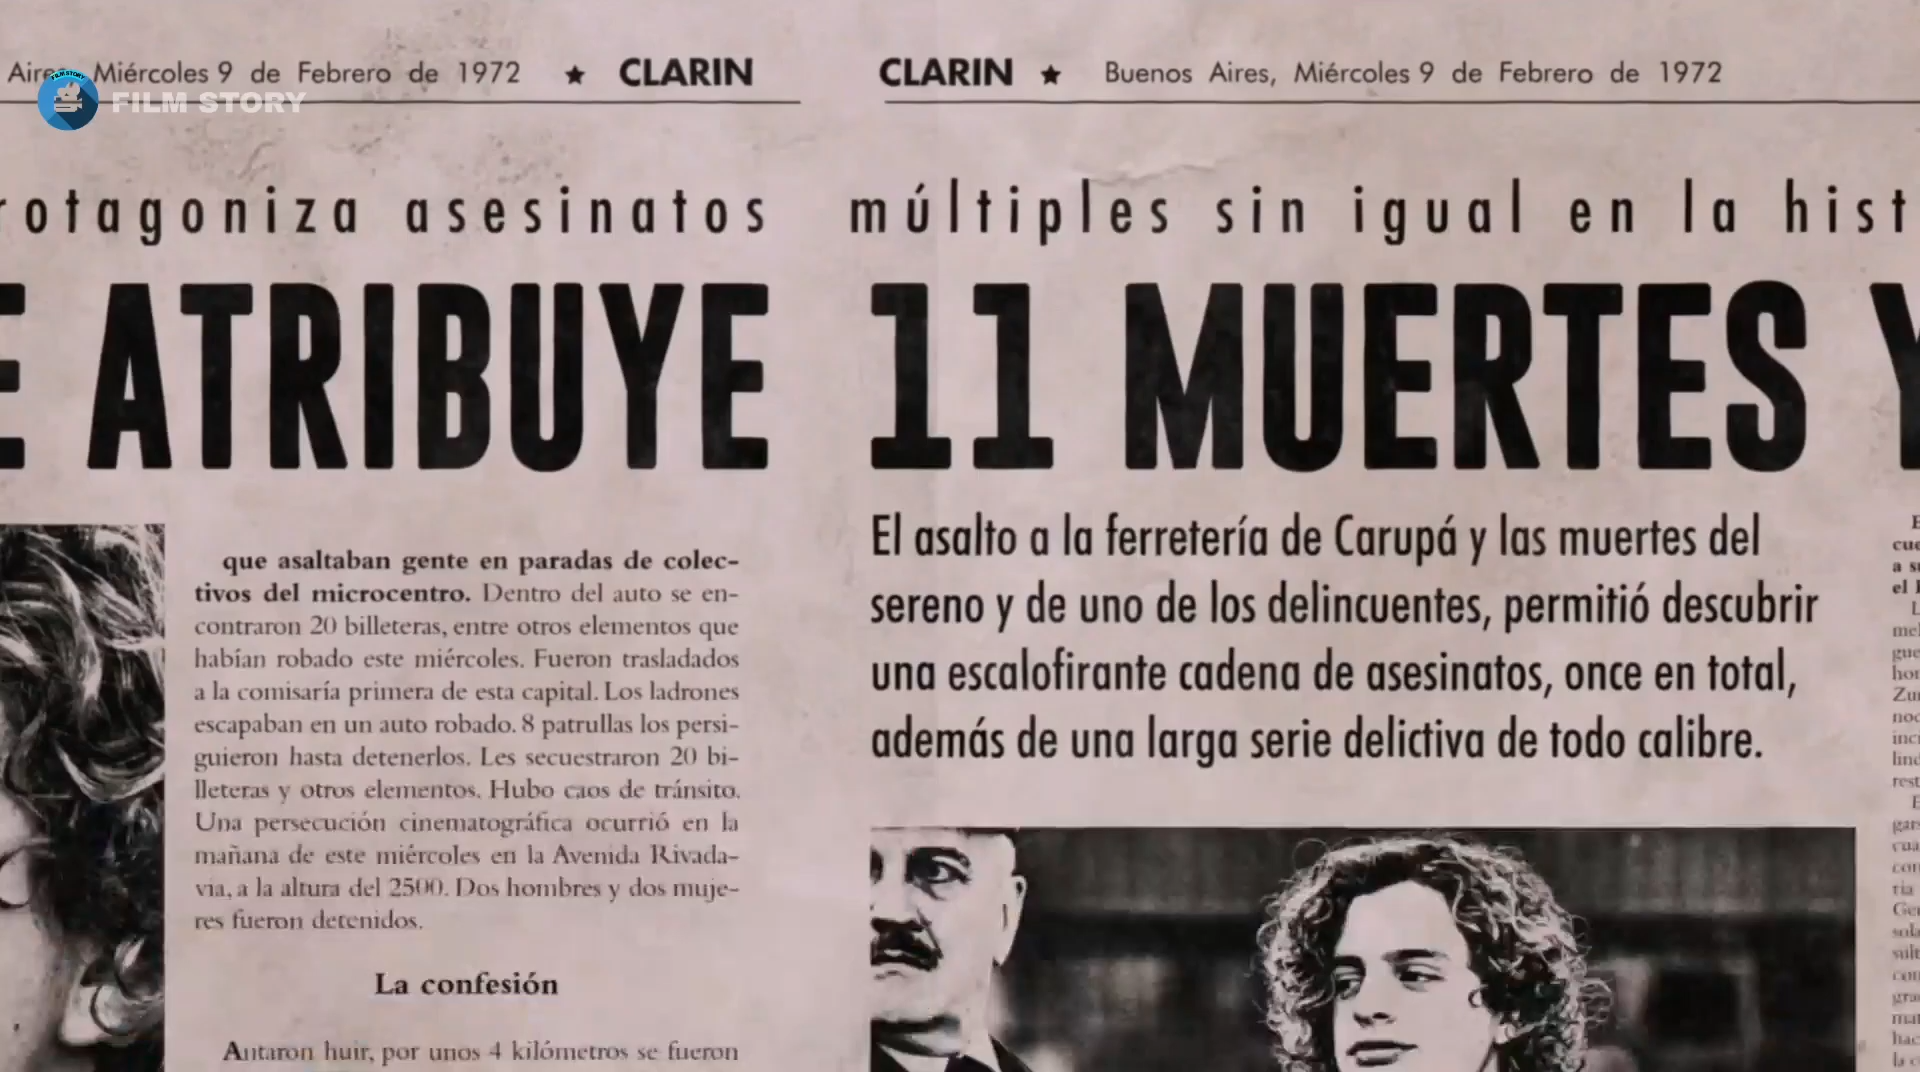 Miércoles 9 de Febrero de 1972 ★ CLARIN
CLARIN ★ Buenos Aires, Miércoles 9 de Febrero de 1972
FILM STORY
FILM STORY
otagoniza asesinatos múltiples sin igual en la hist
E ATRIBUYE 11 MUERTES Y
que asaltaban gente en paradas de colec-
tivos del microcentro. Dentro del auto se en-
contraron 20 billeteras, entre otros elementos que
habían robado este miércoles. Fueron trasladados
a la comisaría primera de esta capital. Los ladrones
escapaban en un auto robado. 8 patrullas los persi-
guieron hasta detenerlos. Les secuestraron 20 bi-
lleteras y otros elementos. Hubo caos de tránsito.
Una persecución cinematográfica ocurrió en la
mañana de este miércoles en la Avenida Rivada-
via, a la altura del 2500. Dos hombres y dos muje-
res fueron detenidos.
La confesión
Antaron huir, por unos 4 kilómetros se fueron
El asalto a la ferretería de Carupá y las muertes del
sereno y de uno de los delincuentes, permitió descubrir
una escalofirante cadena de asesinatos, once en total,
además de una larga serie delictiva de todo calibre.